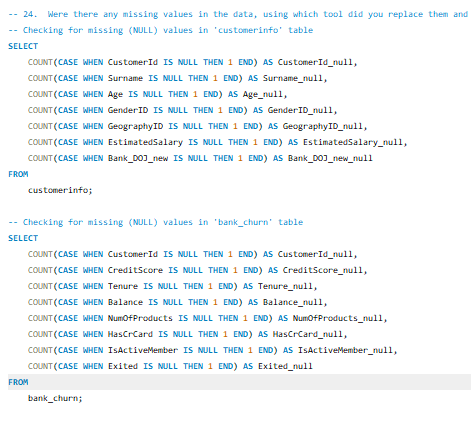 -- 24.  Were there any missing values in the data, using which tool did you replace them and
-- Checking for missing (NULL) values in 'customerinfo' table
SELECT
    COUNT(CASE WHEN CustomerId IS NULL THEN 1 END) AS CustomerId_null,
    COUNT(CASE WHEN Surname IS NULL THEN 1 END) AS Surname_null,
    COUNT(CASE WHEN Age IS NULL THEN 1 END) AS Age_null,
    COUNT(CASE WHEN GenderID IS NULL THEN 1 END) AS GenderID_null,
    COUNT(CASE WHEN GeographyID IS NULL THEN 1 END) AS GeographyID_null,
    COUNT(CASE WHEN EstimatedSalary IS NULL THEN 1 END) AS EstimatedSalary_null,
    COUNT(CASE WHEN Bank_DOJ_new IS NULL THEN 1 END) AS Bank_DOJ_new_null
FROM
    customerinfo;
-- Checking for missing (NULL) values in 'bank_churn' table
SELECT
    COUNT(CASE WHEN CustomerId IS NULL THEN 1 END) AS CustomerId_null,
    COUNT(CASE WHEN CreditScore IS NULL THEN 1 END) AS CreditScore_null,
    COUNT(CASE WHEN Tenure IS NULL THEN 1 END) AS Tenure_null,
    COUNT(CASE WHEN Balance IS NULL THEN 1 END) AS Balance_null,
    COUNT(CASE WHEN NumOfProducts IS NULL THEN 1 END) AS NumOfProducts_null,
    COUNT(CASE WHEN HasCrCard IS NULL THEN 1 END) AS HasCrCard_null,
    COUNT(CASE WHEN IsActiveMember IS NULL THEN 1 END) AS IsActiveMember_null,
    COUNT(CASE WHEN Exited IS NULL THEN 1 END) AS Exited_null
FROM
    bank_churn;